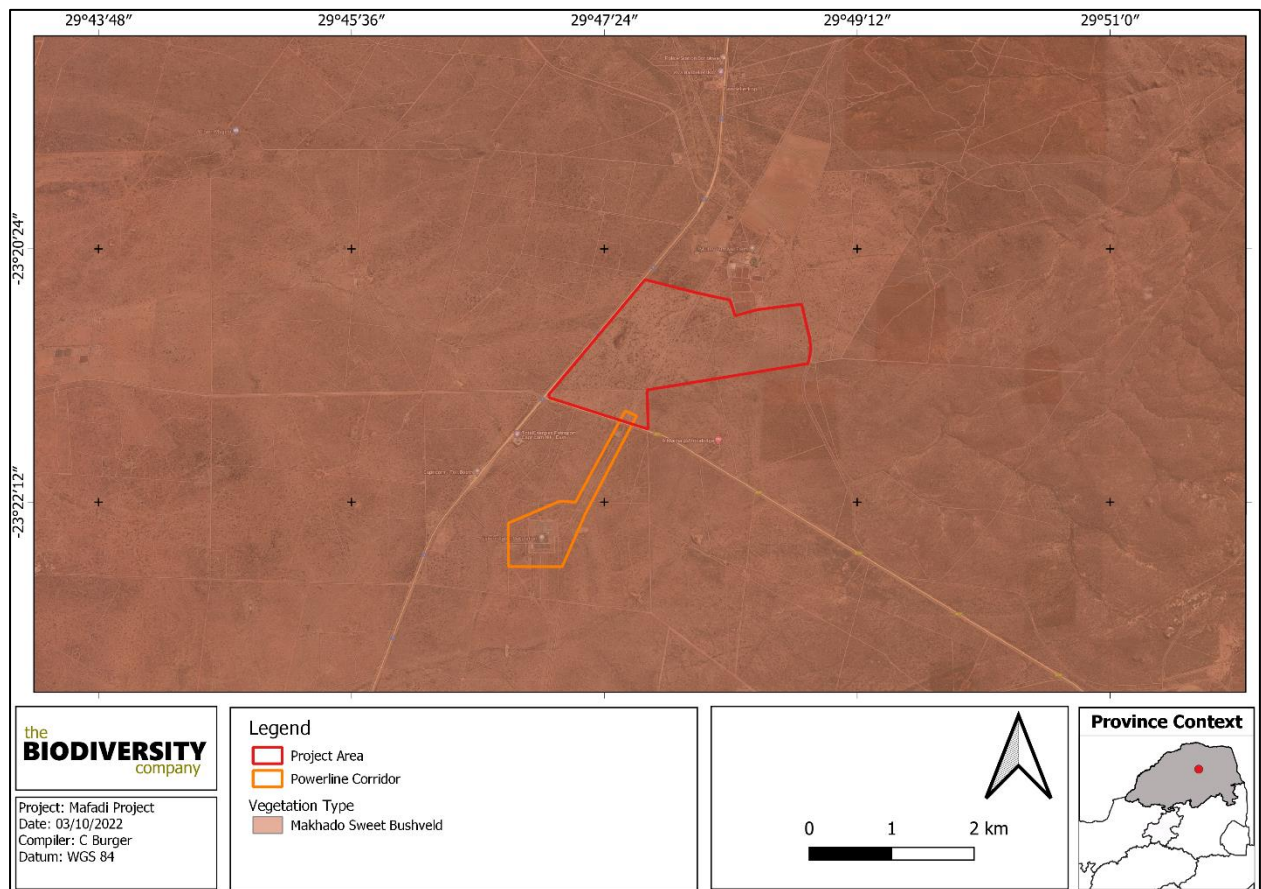 29°43′48″ 29°45′36″ 29°47′24″ 29°49′12″ 29°51′0″
-23°20′24″
-23°22′12″
the
BIODIVERSITY
company
Project: Mafadi Project
Date: 03/10/2022
Compiler: C Burger
Datum: WGS 84
Legend
Project Area
Powerline Corridor
Vegetation Type
Makhado Sweet Bushveld
0 1 2 km
Province Context